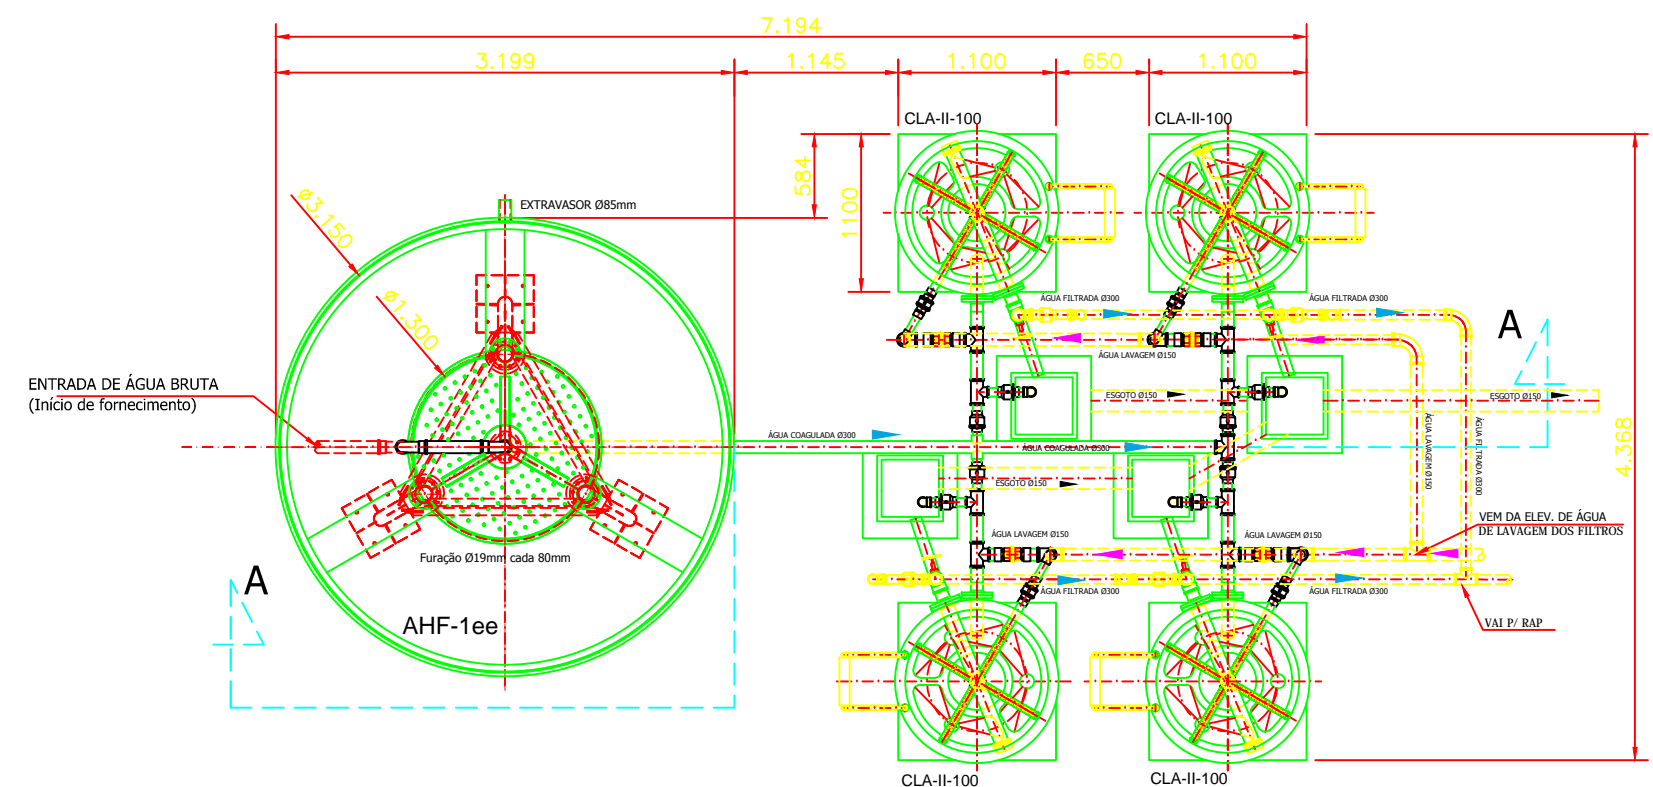 7.194
3.199
1.145
1.100
650
1.100
CLA-II-100
CLA-II-100
584
1100
ø3.150
EXTRAVASOR Ø85mm
ø1.300
ÁGUA FILTRADA Ø300
ÁGUA FILTRADA Ø300
A
ÁGUA LAVAGEM Ø150
ENTRADA DE ÁGUA BRUTA
(Início de fornecimento)
ESGOTO Ø150
ESGOTO Ø150
ÁGUA COAGULADA Ø300
ÁGUA COAGULADA Ø300
ÁGUA LAVAGEM Ø150
ÁGUA FILTRADA Ø300
4.368
ESGOTO Ø150
VEM DA ELEV. DE ÁGUA
DE LAVAGEM DOS FILTROS
ÁGUA LAVAGEM Ø150
ÁGUA LAVAGEM Ø150
Furação Ø19mm cada 80mm
A
ÁGUA FILTRADA Ø300
ÁGUA FILTRADA Ø300
AHF-1ee
VAI P/ RAP
CLA-II-100
CLA-II-100